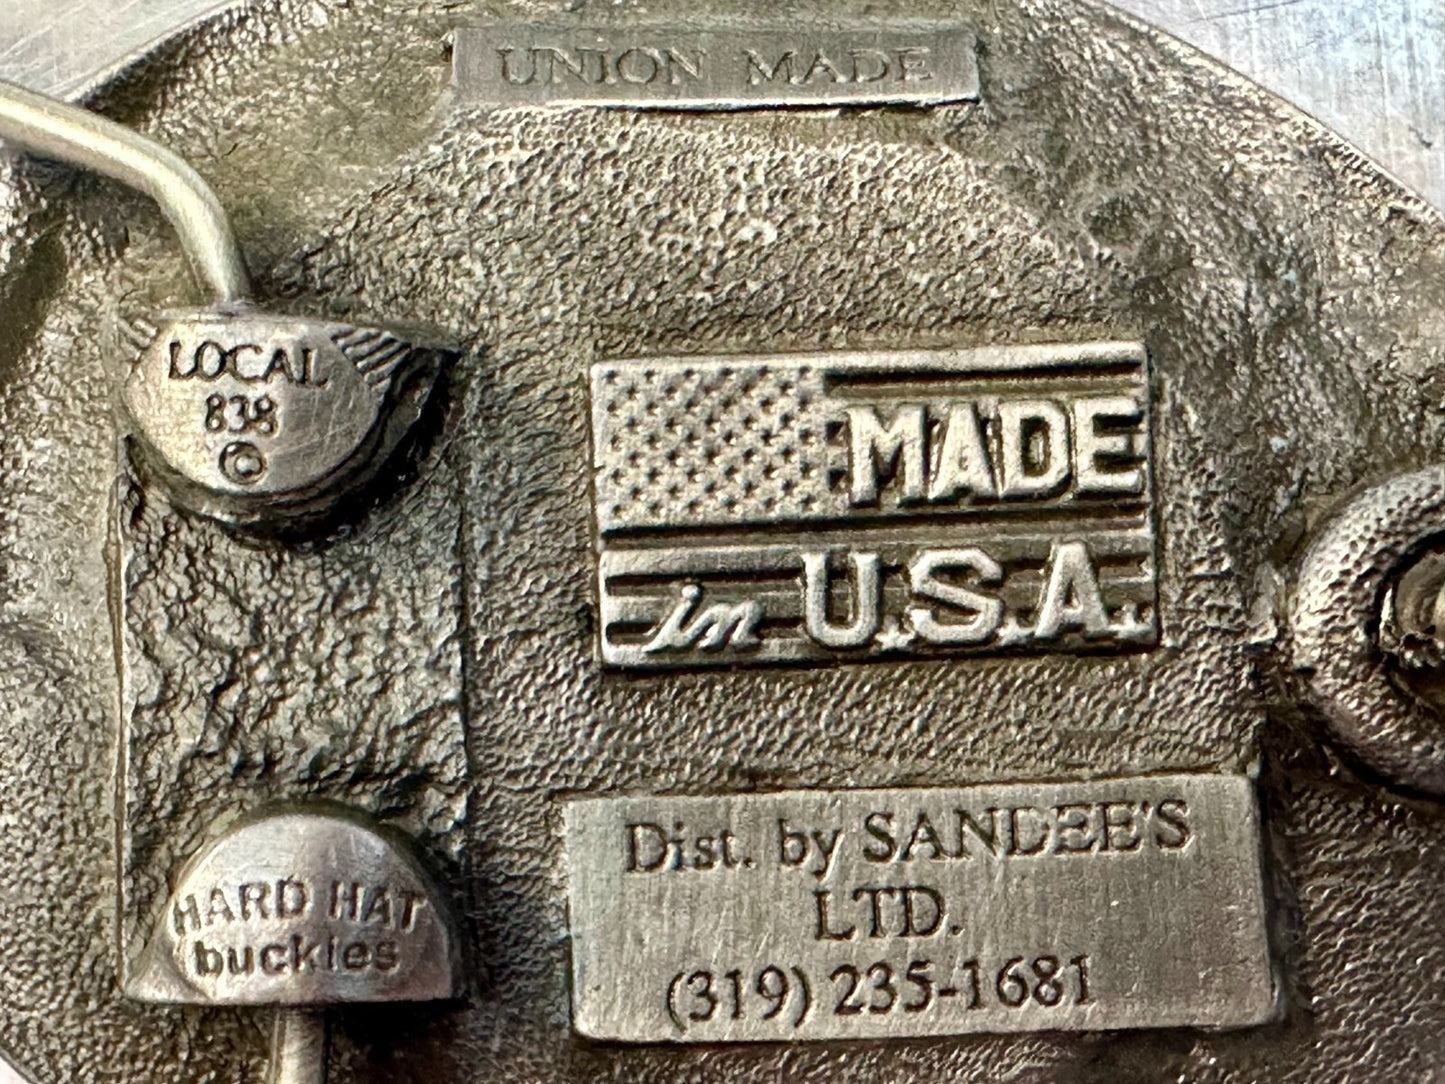 UNION MADE
LOCAL
838
©
MADE
in U.S.A.
HARD HAT
buckles
Dist. by SANDEE'S
LTD.
(319) 235-1681